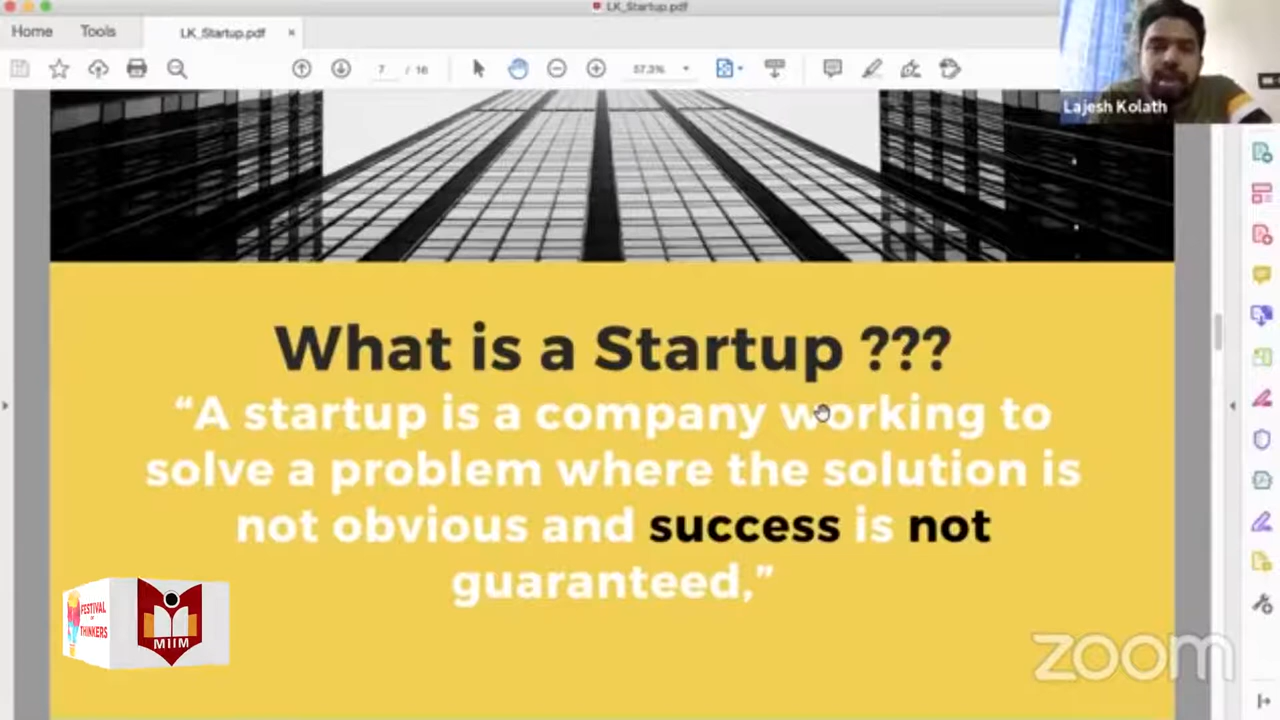 LK_Startup.pdf
Home
Tools
LK_Startup.pdf ×
7 / 16
57.3%
Lajesh Kolath
What is a Startup ???
“A startup is a company working to
solve a problem where the solution is
not obvious and success is not
guaranteed,”
FESTIVAL
OF
THINKERS
MIIM
zoom